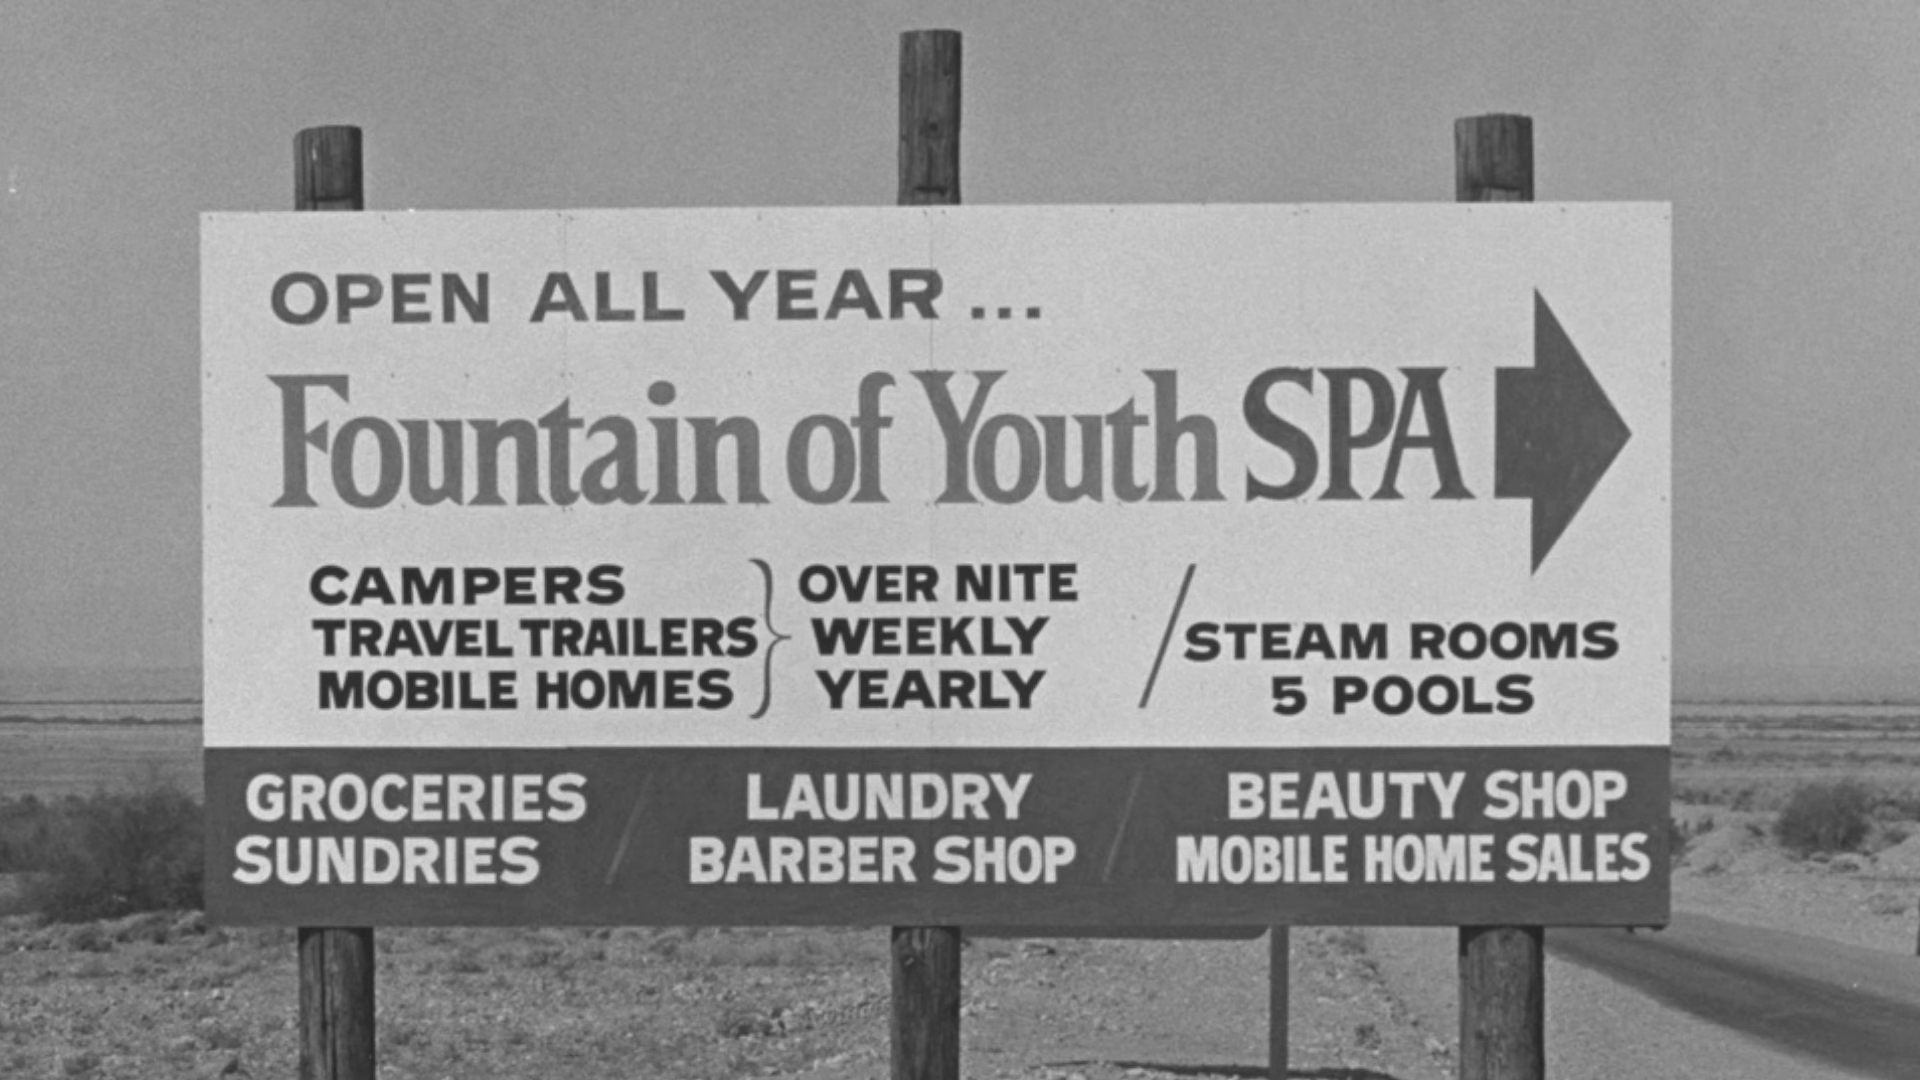 OPEN ALL YEAR ...
Fountain of Youth SPA
CAMPERS
TRAVEL TRAILERS
MOBILE HOMES
OVER NITE
WEEKLY
YEARLY
STEAM ROOMS
5 POOLS
GROCERIES / LAUNDRY / BEAUTY SHOP
SUNDRIES / BARBER SHOP / MOBILE HOME SALES